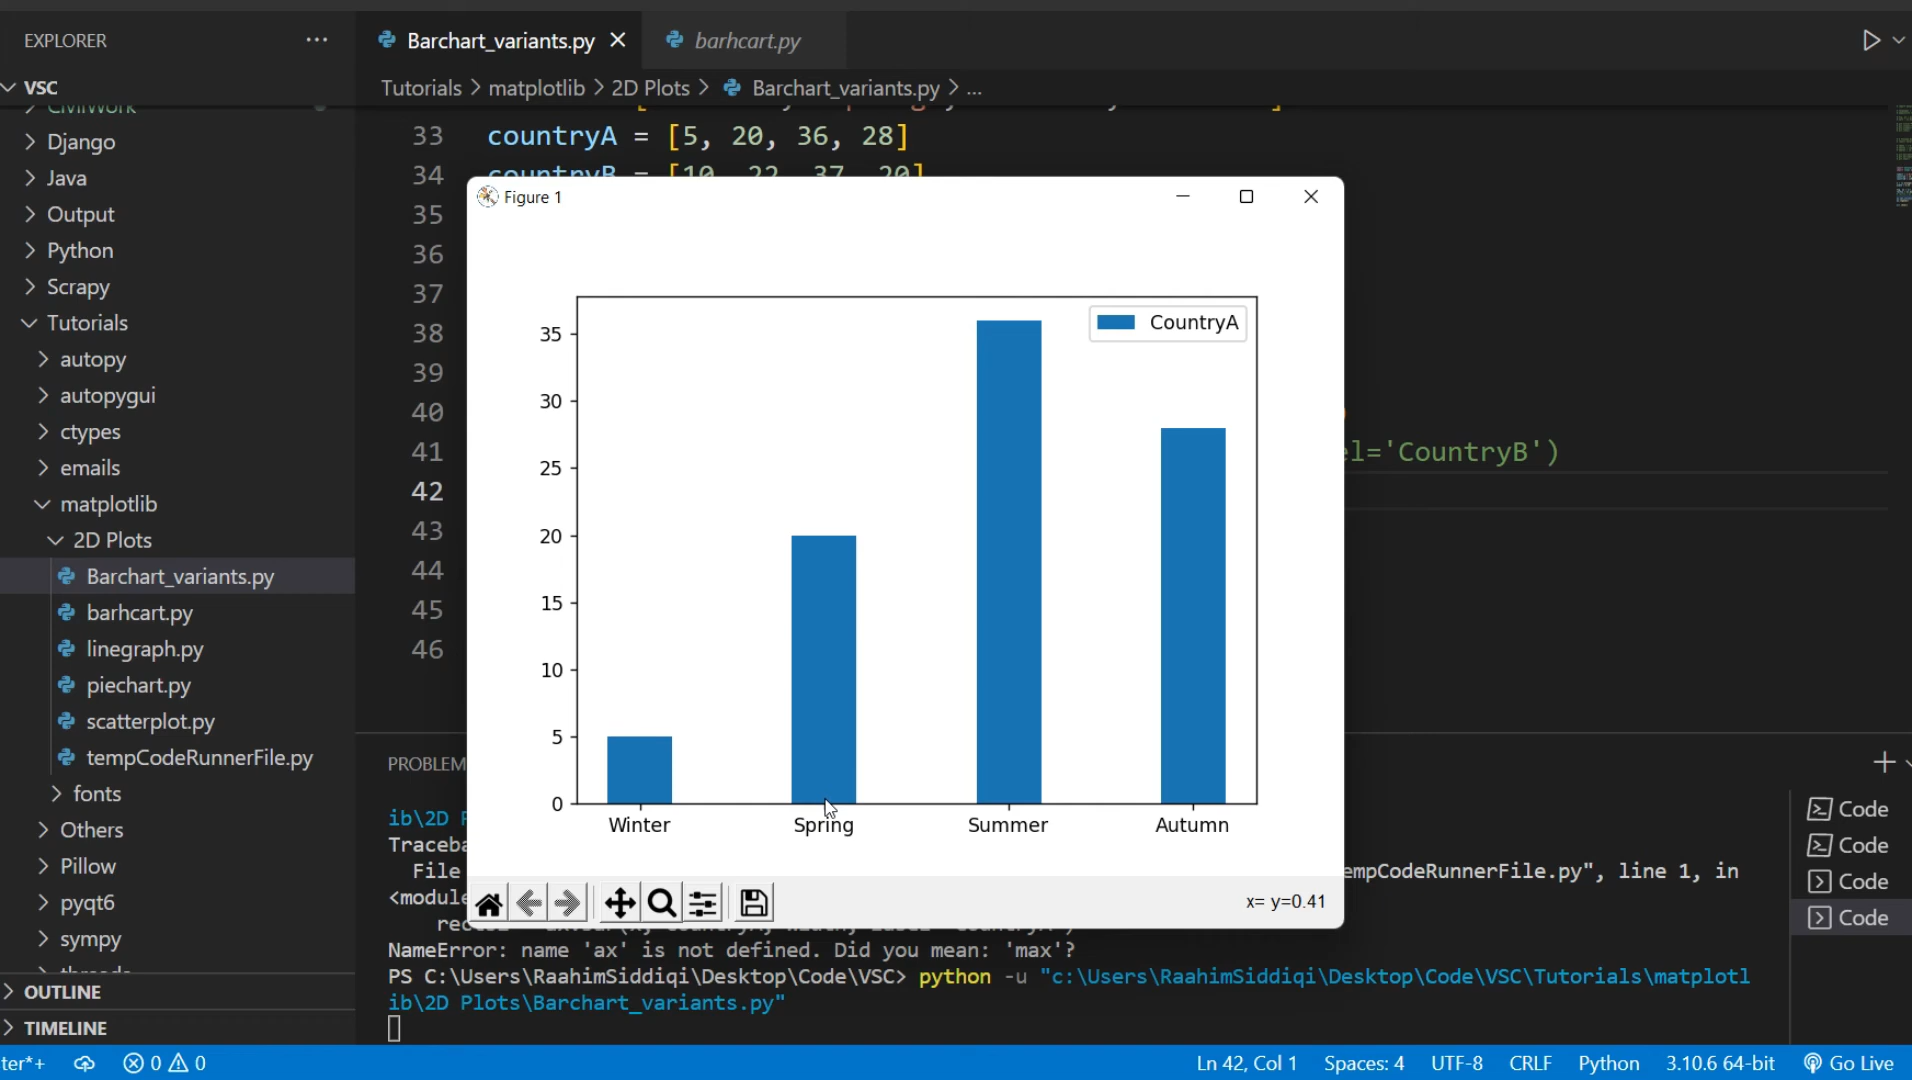 EXPLORER
VSC
Django
Java
Output
Python
Scrapy
Tutorials
autopy
autopygui
ctypes
emails
matplotlib
2D Plots
Barchart_variants.py
barhcart.py
linegraph.py
piechart.py
scatterplot.py
tempCodeRunnerFile.py
fonts
Others
Pillow
pyqt6
sympy
OUTLINE
TIMELINE
Barchart_variants.py
barhcart.py
Tutorials > matplotlib > 2D Plots > Barchart_variants.py > ...
33 countryA = [5, 20, 36, 28]
34 countryB = [10, 22, 37, 20]
35
36
37
38
39
40
41 el='CountryB')
42
43
44
45
46
Figure 1
CountryA
35
30
25
20
15
10
5
0
Winter Spring Summer Autumn
x= y=0.41
PROBLEM
ib\2D P
Traceba
File empCodeRunnerFile.py", line 1, in
<module
NameError: name 'ax' is not defined. Did you mean: 'max'?
PS C:\Users\RaahimSiddiqi\Desktop\Code\VSC> python -u "c:\Users\RaahimSiddiqi\Desktop\Code\VSC\Tutorials\matplotl
ib\2D Plots\Barchart_variants.py"
Code
Code
Code
Code
ter*+ 0 0 Ln 42, Col 1 Spaces: 4 UTF-8 CRLF Python 3.10.6 64-bit Go Live